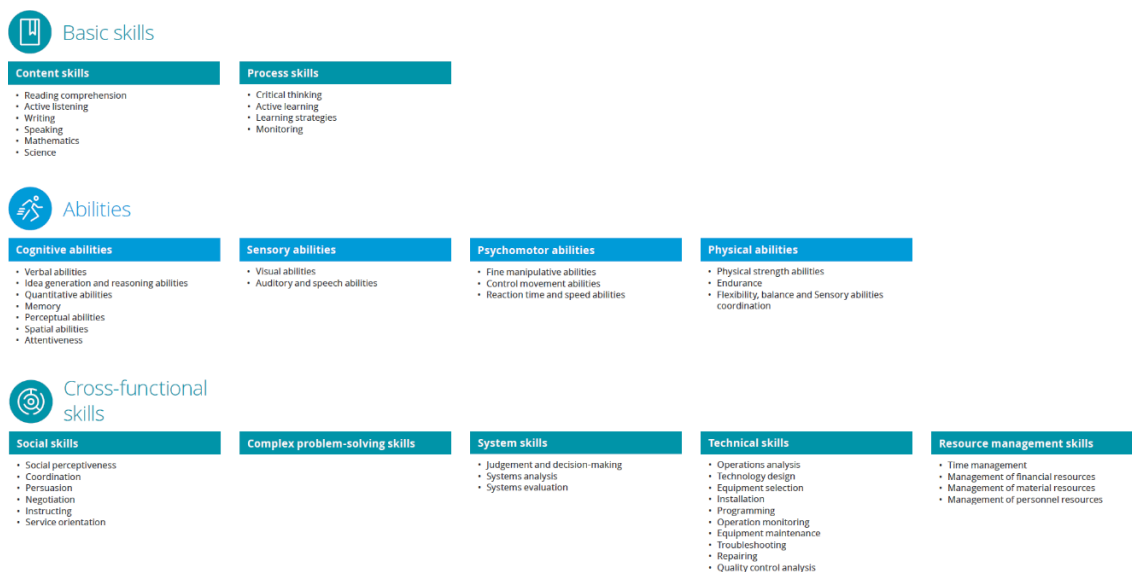 Basic skills
Content skills
• Reading comprehension
• Active listening
• Writing
• Speaking
• Mathematics
• Science
Process skills
• Critical thinking
• Active learning
• Learning strategies
• Monitoring
Abilities
Cognitive abilities
• Verbal abilities
• Idea generation and reasoning abilities
• Quantitative abilities
• Memory
• Perceptual abilities
• Spatial abilities
• Attentiveness
Sensory abilities
• Visual abilities
• Auditory and speech abilities
Psychomotor abilities
• Fine manipulative abilities
• Control movement abilities
• Reaction time and speed abilities
Physical abilities
• Physical strength abilities
• Endurance
• Flexibility, balance and Sensory abilities
coordination
Cross-functional
skills
Social skills
• Social perceptiveness
• Coordination
• Persuasion
• Negotiation
• Instructing
• Service orientation
Complex problem-solving skills
System skills
• Judgement and decision-making
• Systems analysis
• Systems evaluation
Technical skills
• Operations analysis
• Technology design
• Equipment selection
• Installation
• Programming
• Operation monitoring
• Equipment maintenance
• Troubleshooting
• Repairing
• Quality control analysis
Resource management skills
• Time management
• Management of financial resources
• Management of material resources
• Management of personnel resources